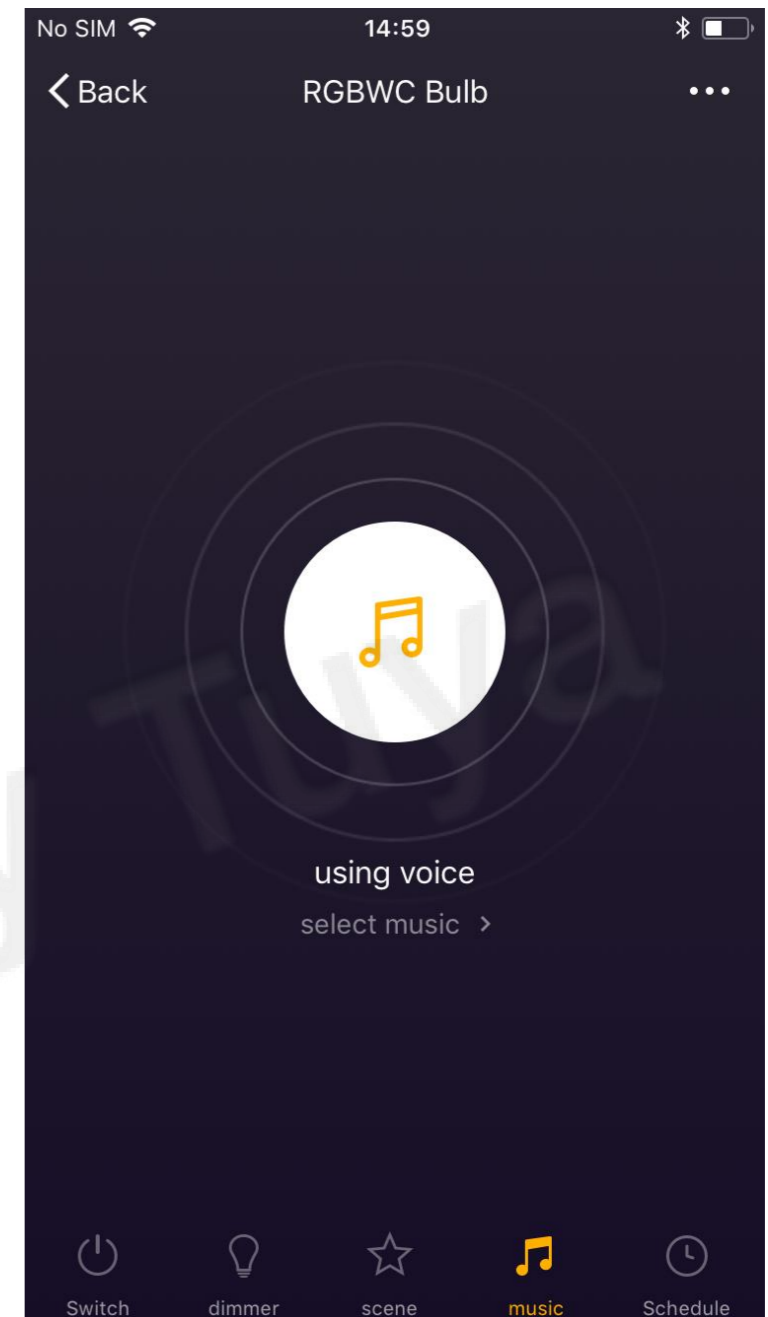 No SIM 14:59
Back RGBWC Bulb
Tuya
using voice
select music
Switch dimmer scene music Schedule